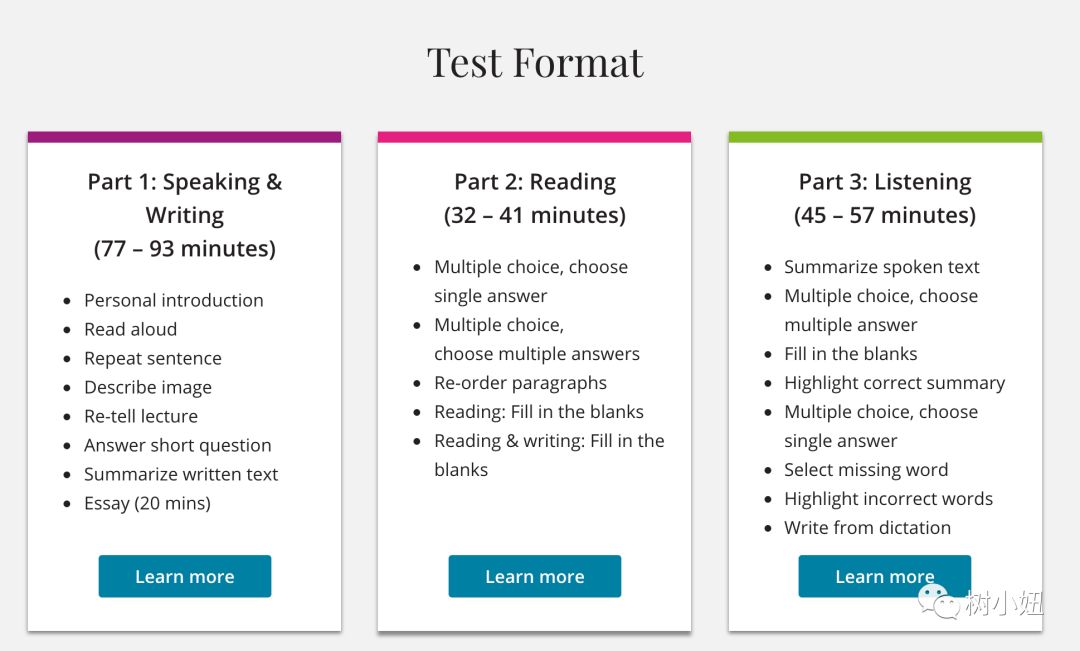 Test Format
Part 1: Speaking &
Writing
(77 – 93 minutes)
Personal introduction
Read aloud
Repeat sentence
Describe image
Re-tell lecture
Answer short question
Summarize written text
Essay (20 mins)
Learn more
Part 2: Reading
(32 – 41 minutes)
Multiple choice, choose
single answer
Multiple choice,
choose multiple answers
Re-order paragraphs
Reading: Fill in the blanks
Reading & writing: Fill in the
blanks
Learn more
Part 3: Listening
(45 – 57 minutes)
Summarize spoken text
Multiple choice, choose
multiple answer
Fill in the blanks
Highlight correct summary
Multiple choice, choose
single answer
Select missing word
Highlight incorrect words
Write from dictation
Learn more
树小妞